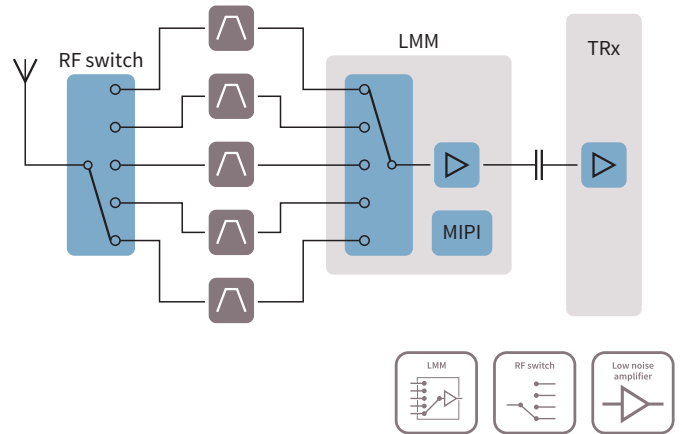 RF switch
LMM
TRx
MIPI
LMM
RF switch
Low noise
amplifier